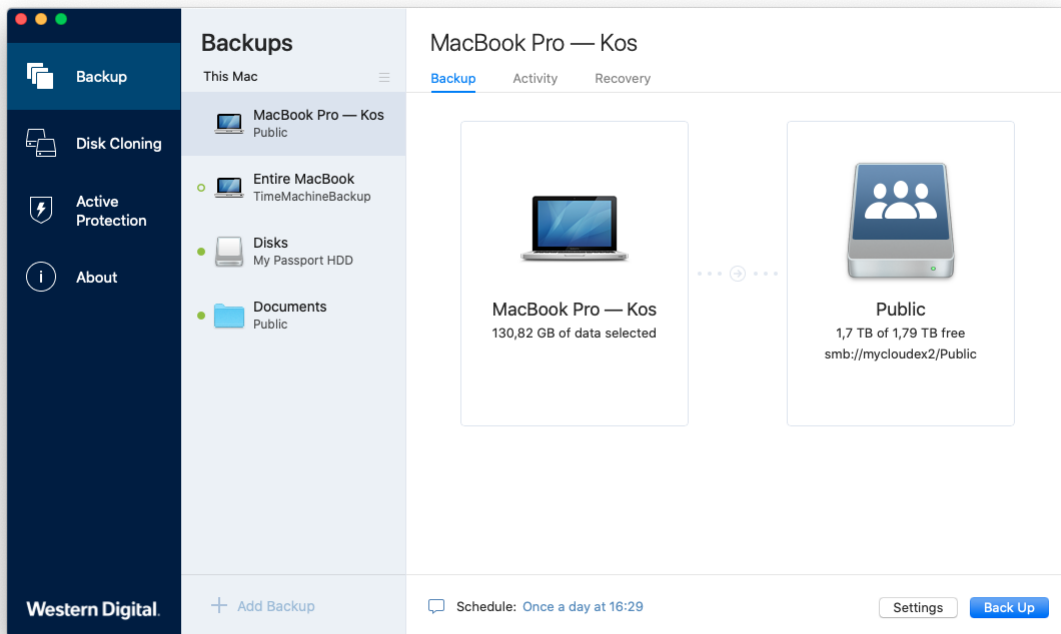 Backup
Disk Cloning
Active
Protection
About
Western Digital.
Backups
This Mac
MacBook Pro — Kos
Public
Entire MacBook
TimeMachineBackup
Disks
My Passport HDD
Documents
Public
Add Backup
MacBook Pro — Kos
Backup Activity Recovery
MacBook Pro — Kos
130,82 GB of data selected
Public
1,7 TB of 1,79 TB free
smb://mycloudex2/Public
Schedule: Once a day at 16:29
Settings
Back Up